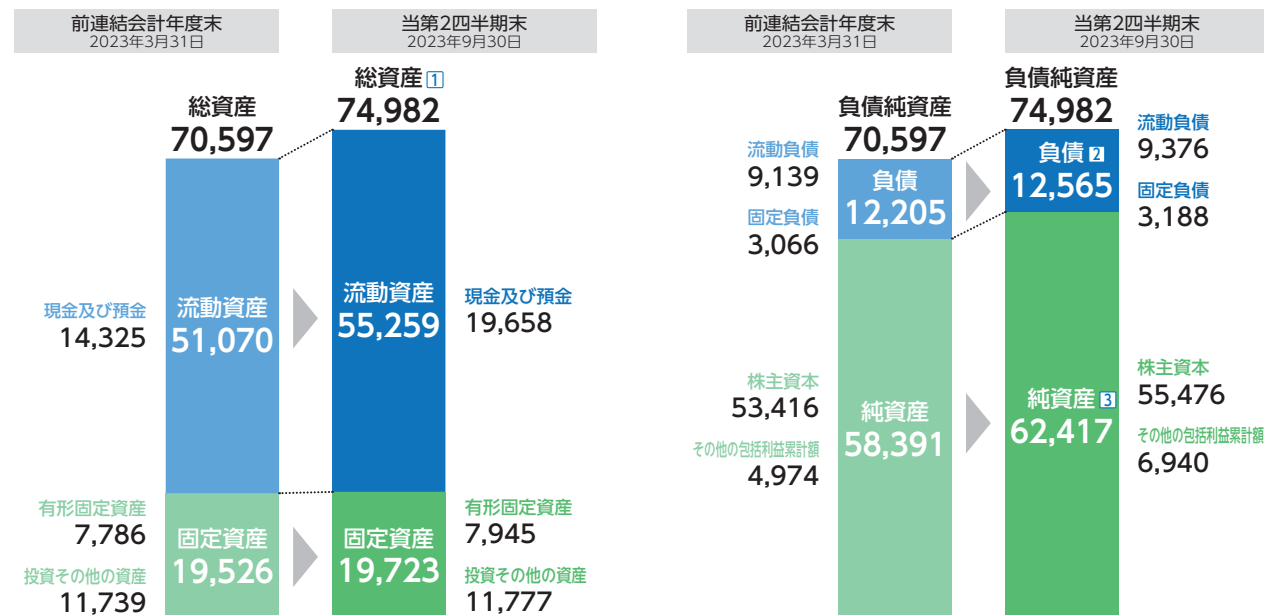 前連結会計年度末
2023年3月31日
当第2四半期末
2023年9月30日
総資産
70,597
総資産 1
74,982
現金及び預金
14,325
流動資産
51,070
流動資産
55,259
現金及び預金
19,658
有形固定資産
7,786
投資その他の資産
11,739
固定資産
19,526
固定資産
19,723
有形固定資産
7,945
投資その他の資産
11,777
前連結会計年度末
2023年3月31日
当第2四半期末
2023年9月30日
負債純資産
70,597
負債純資産
74,982
流動負債
9,139
固定負債
3,066
負債
12,205
負債 2
12,565
流動負債
9,376
固定負債
3,188
株主資本
53,416
その他の包括利益累計額
4,974
純資産
58,391
純資産 3
62,417
株主資本
55,476
その他の包括利益累計額
6,940